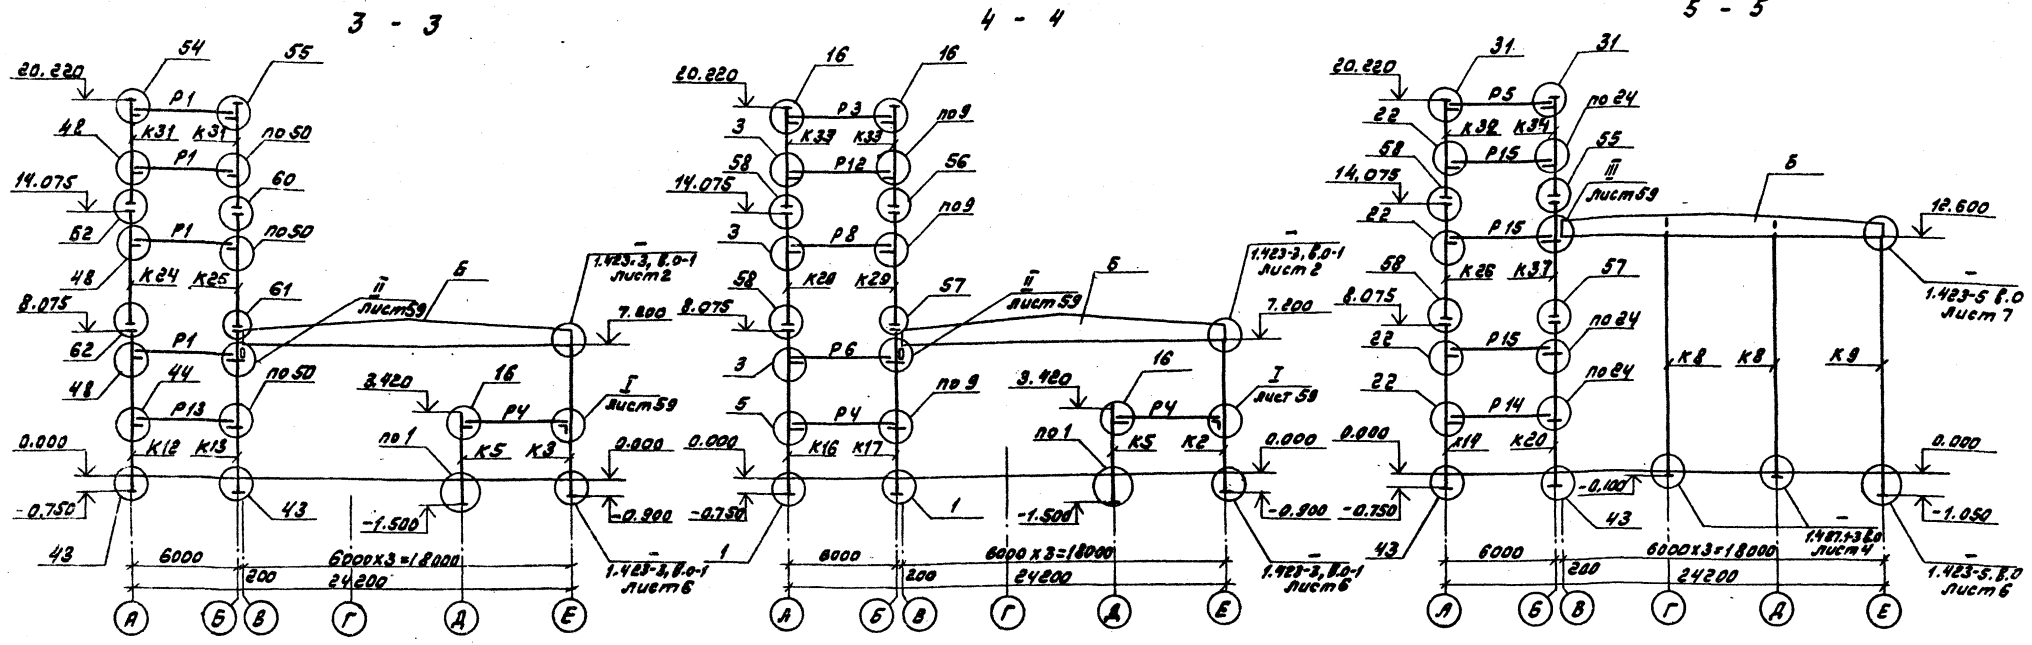 3 - 3
54
55
20.220
Р1
К31
К31
48
по 50
Р1
14.075
60
62
Р1
по 50
48
К24
К25
61
II
лист 59
Б
1.423-3, в.0-1
лист 2
8.075
7.200
62
Р1
48
44
по 50
3.420
16
I
лист 59
Р13
Р4
0.000
К12
К13
по 1
К5
К3
0.000
-0.750
43
-1.500
-0.900
43
6000
6000х3=18000
1.423-3, в.0-1
лист 6
200
24200
А
Б
В
Г
Д
Е
4 - 4
16
16
20.220
Р3
3
К33
К33
по 9
58
Р12
56
14.075
по 9
3
Р8
58
К28
К29
57
II
лист 59
Б
1.423-3, в.0-1
лист 2
8.075
7.200
3
Р6
16
5
по 9
3.420
I
лист 59
Р4
Р4
0.000
К16
К17
по 1
К5
К2
0.000
-0.750
1
-1.500
-0.900
1
6000
6000х3=18000
1.423-3, в.0-1
лист 6
200
24200
А
Б
В
Г
Д
Е
5 - 5
31
31
20.220
Р5
по 24
22
К32
К34
58
Р15
55
III
лист 59
Б
14.075
12.600
22
Р15
58
К26
К37
57
1.423-5 в.0
лист 7
8.075
по 24
22
Р15
К8
К8
К9
22
по 24
Р14
0.000
К19
К20
0.000
-0.750
-0.100
43
-1.050
43
1.427.1-3 в.0
лист 4
6000
6000х3=18000
1.423-5. в.0
лист 6
200
24200
Б
В
Г
Д
Е